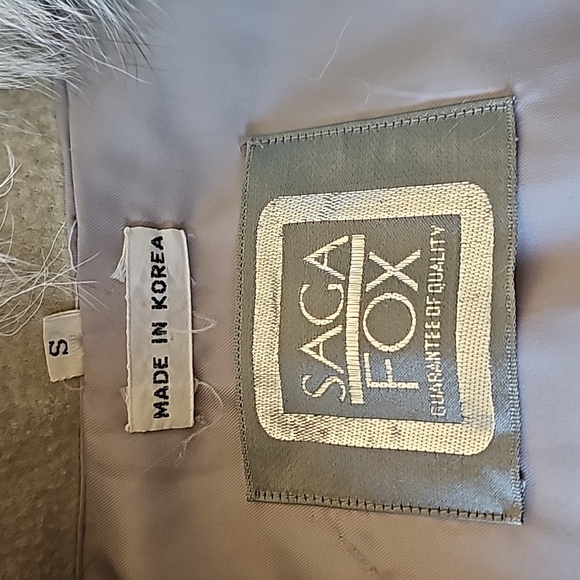 S
MADE IN KOREA
SAGA
FOX
GUARANTEE OF QUALITY